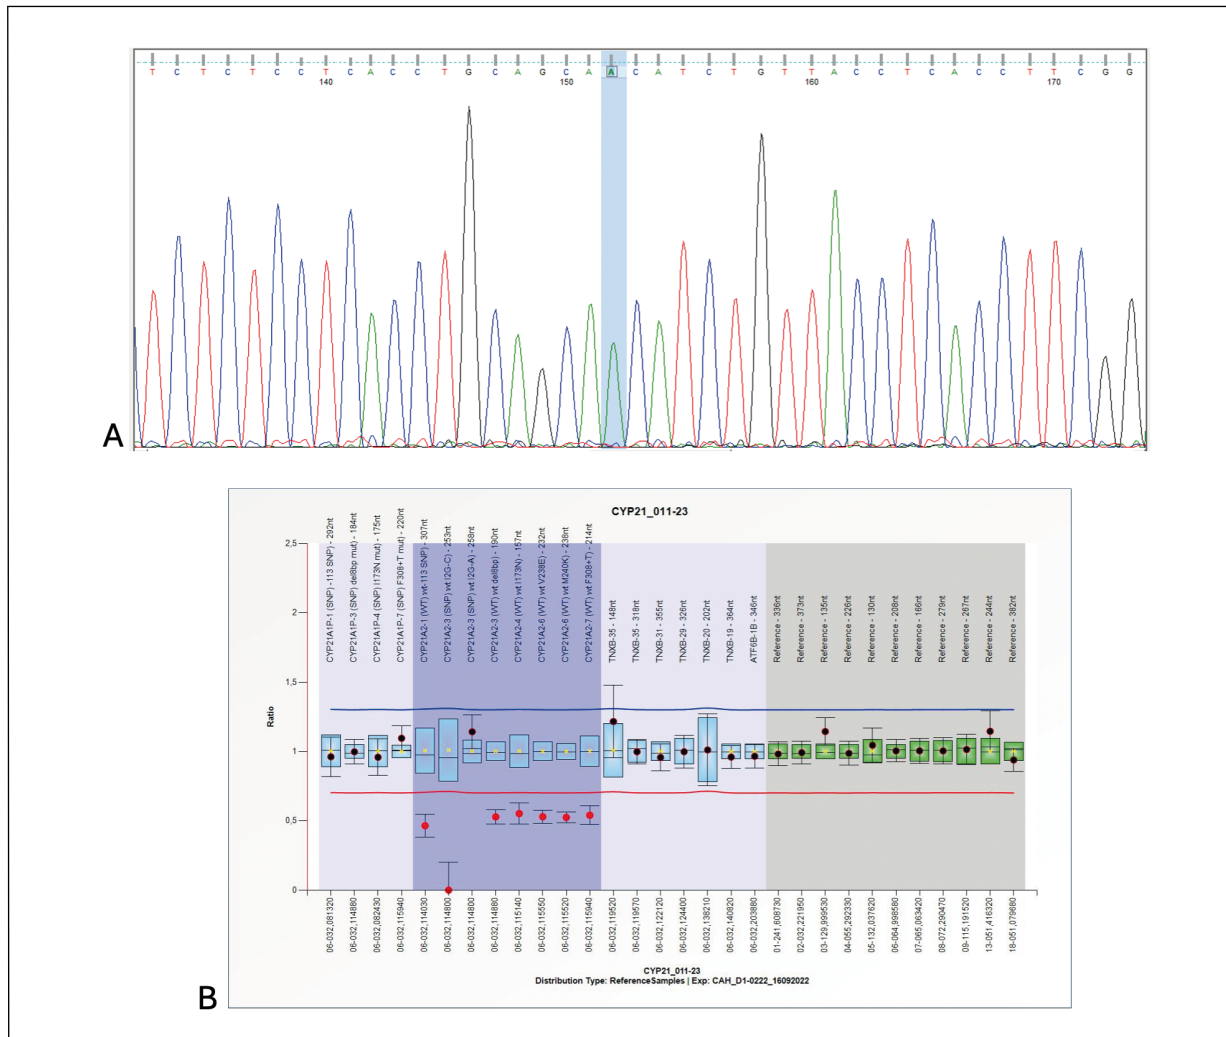 T C T C T C C T C A C C T G C A G C A A C A T C T G T T A C C T C A C C T T C G G
140 150 160 170
A
CYP21_011-23
CYP21A1P-1 (SNP) -113 SNP) - 292nt
CYP21A1P-3 (SNP) del8bp mut) - 184nt
CYP21A1P-4 (SNP) I173N mut) - 175nt
CYP21A1P-7 (SNP) F308+T mut) - 220nt
CYP21A2-1 (WT) wt-113 SNP) - 307nt
CYP21A2-3 (SNP) wt I2G-C) - 253nt
CYP21A2-3 (SNP) wt I2G-A) - 258nt
CYP21A2-3 (WT) wt del8bp) - 190nt
CYP21A2-4 (WT) wt I173N) - 157nt
CYP21A2-6 (WT) wt V238E) - 232nt
CYP21A2-6 (WT) wt M240K) - 238nt
CYP21A2-7 (WT) wt F308+T) - 214nt
TNXB-35 - 148nt
TNXB-35 - 318nt
TNXB-31 - 355nt
TNXB-29 - 326nt
TNXB-20 - 202nt
TNXB-19 - 364nt
ATF6B-1B - 346nt
Reference - 336nt
Reference - 373nt
Reference - 135nt
Reference - 226nt
Reference - 130nt
Reference - 208nt
Reference - 166nt
Reference - 279nt
Reference - 267nt
Reference - 244nt
Reference - 382nt
2,5
2
1,5
1
0,5
0
Ratio
06-032,081320
06-032,114880
06-032,082430
06-032,115940
06-032,114030
06-032,114800
06-032,114800
06-032,114880
06-032,115140
06-032,115550
06-032,115520
06-032,115940
06-032,119520
06-032,119570
06-032,122120
06-032,124400
06-032,138210
06-032,140820
06-032,203880
01-241,608730
02-032,221950
03-129,999530
04-055,292330
05-132,037620
06-064,998580
07-065,063420
08-072,290470
09-115,191520
13-051,416320
18-051,079680
CYP21_011-23
Distribution Type: ReferenceSamples | Exp: CAH_D1-0222_16092022
B